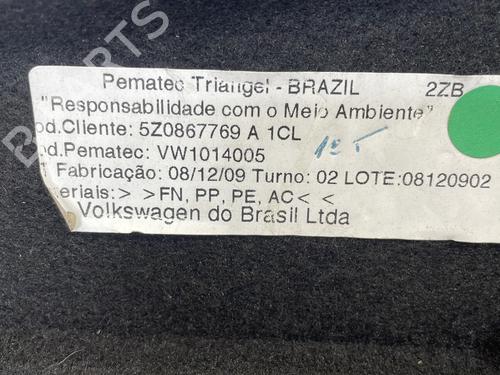 Pematec Triangel - BRAZIL 2ZB
"Responsabilidade com o Meio Ambiente"
od.Cliente: 5Z0867769 A 1CL
od.Pematec: VW1014005
T Fabricação: 08/12/09 Turno: 02 LOTE:08120902
teriais:> >FN, PP, PE, AC< <
Volkswagen do Brasil Ltda